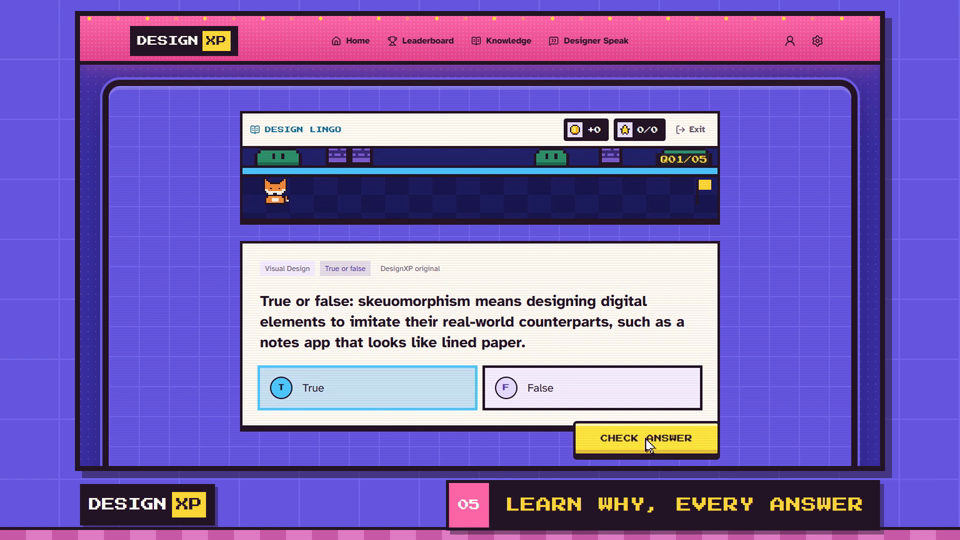 DESIGN XP
Home
Leaderboard
Knowledge
Designer Speak
DESIGN LINGO
+0
0/0
Exit
Q01/05
Visual Design
True or false
DesignXP original
True or false: skeuomorphism means designing digital
elements to imitate their real-world counterparts, such as a
notes app that looks like lined paper.
T
True
F
False
CHECK ANSWER
DESIGN XP
05
LEARN WHY, EVERY ANSWER